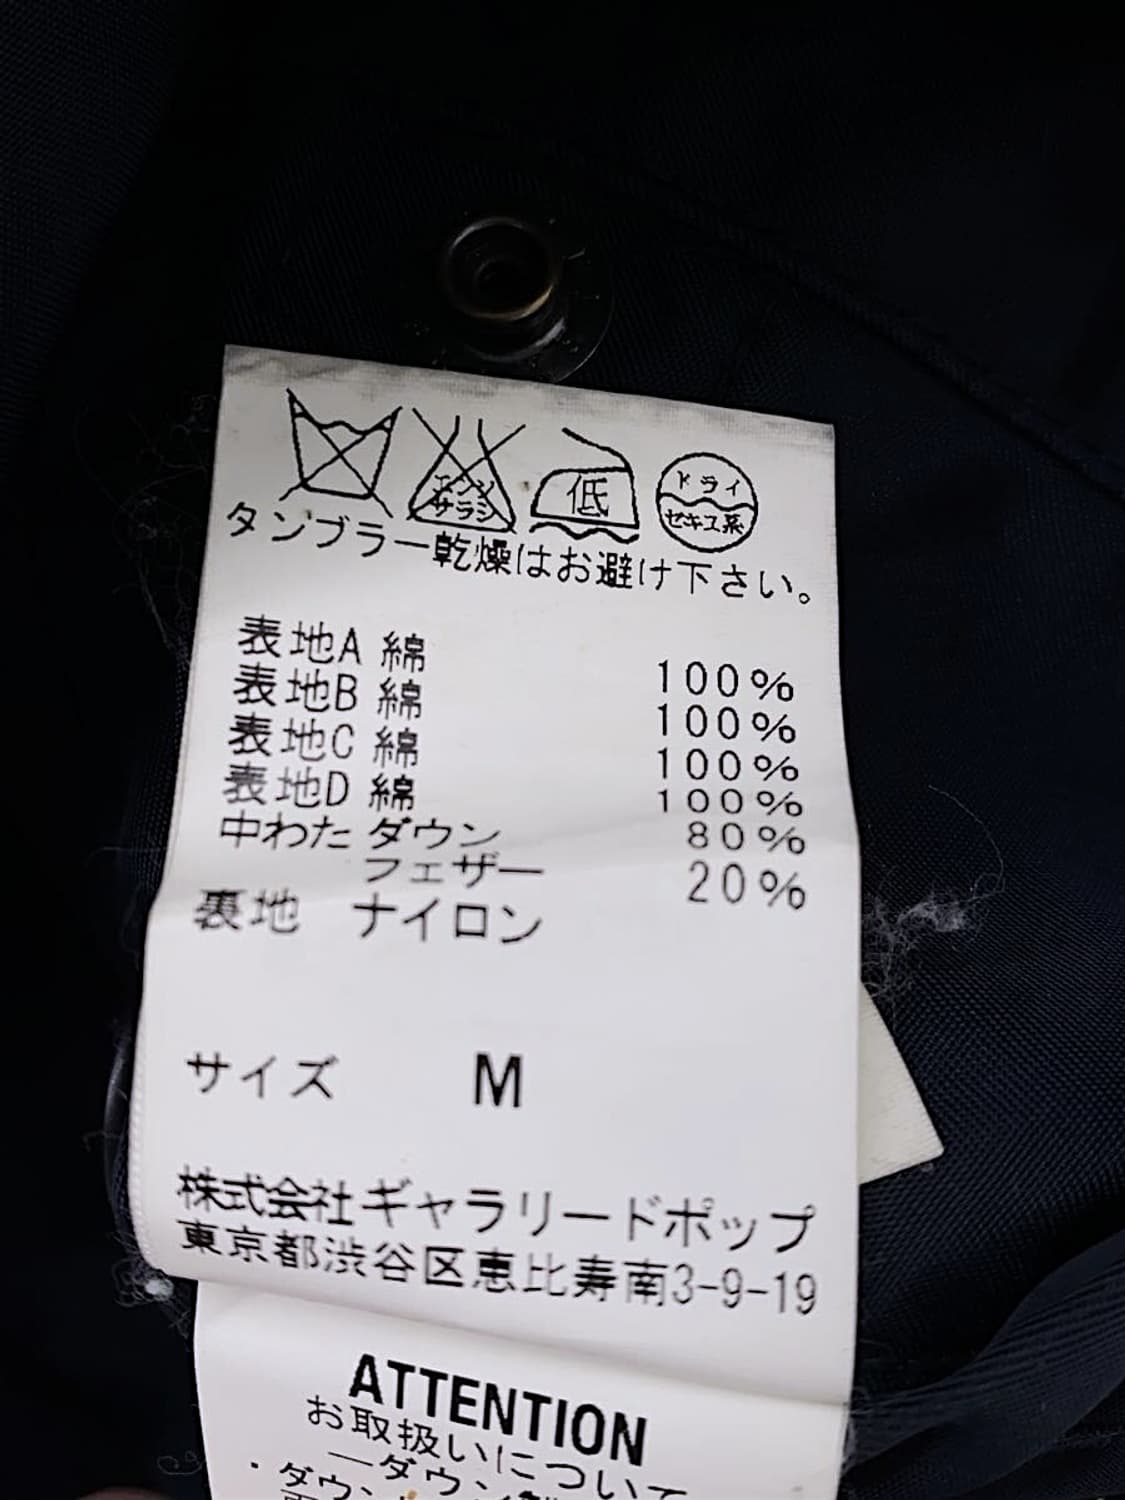 エンソ
サラシ
低
ドライ
セキユ系
タンブラー乾燥はお避け下さい。
表地A 綿 100%
表地B 綿 100%
表地C 綿 100%
表地D 綿 100%
中わた ダウン 80%
フェザー 20%
裏地 ナイロン
サイズ M
株式会社ギャラリードポップ
東京都渋谷区恵比寿南3-9-19
ATTENTION
お取扱いについて
―ダウン
・ダウン